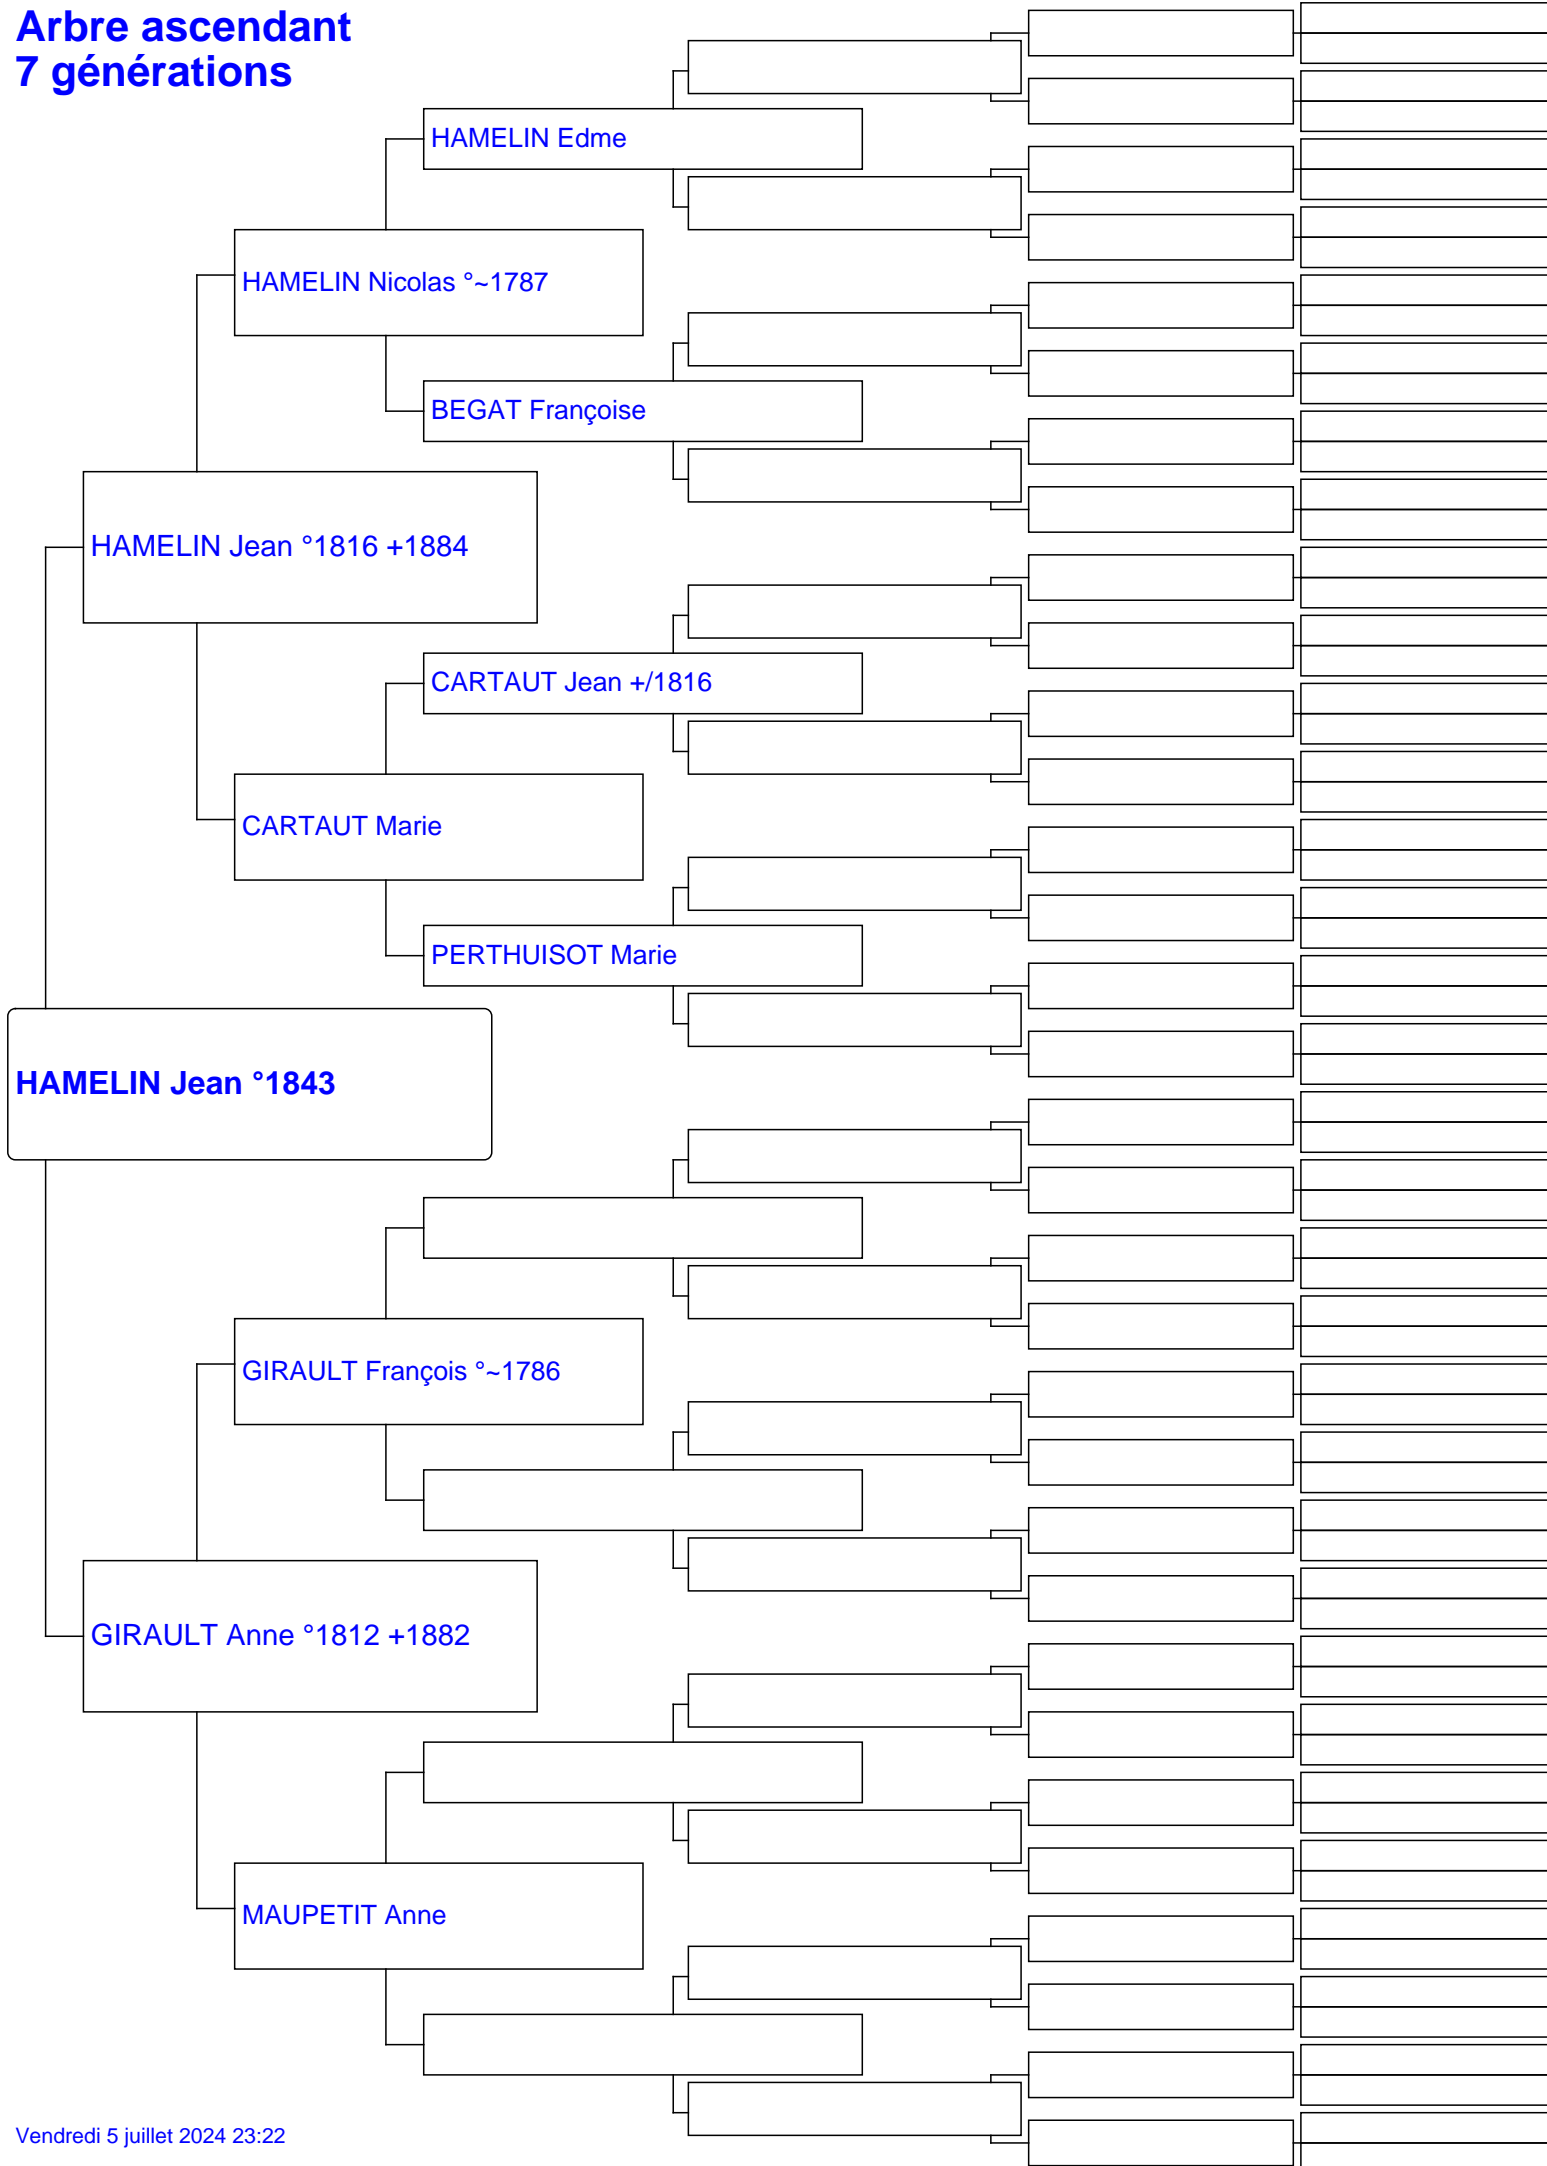 Arbre ascendant
7 générations
HAMELIN Edme
HAMELIN Nicolas °~1787
BEGAT Françoise
HAMELIN Jean °1816 +1884
CARTAUT Jean +/1816
CARTAUT Marie
PERTHUISOT Marie
HAMELIN Jean °1843
GIRAULT François °~1786
GIRAULT Anne °1812 +1882
MAUPETIT Anne
Vendredi 5 juillet 2024 23:22